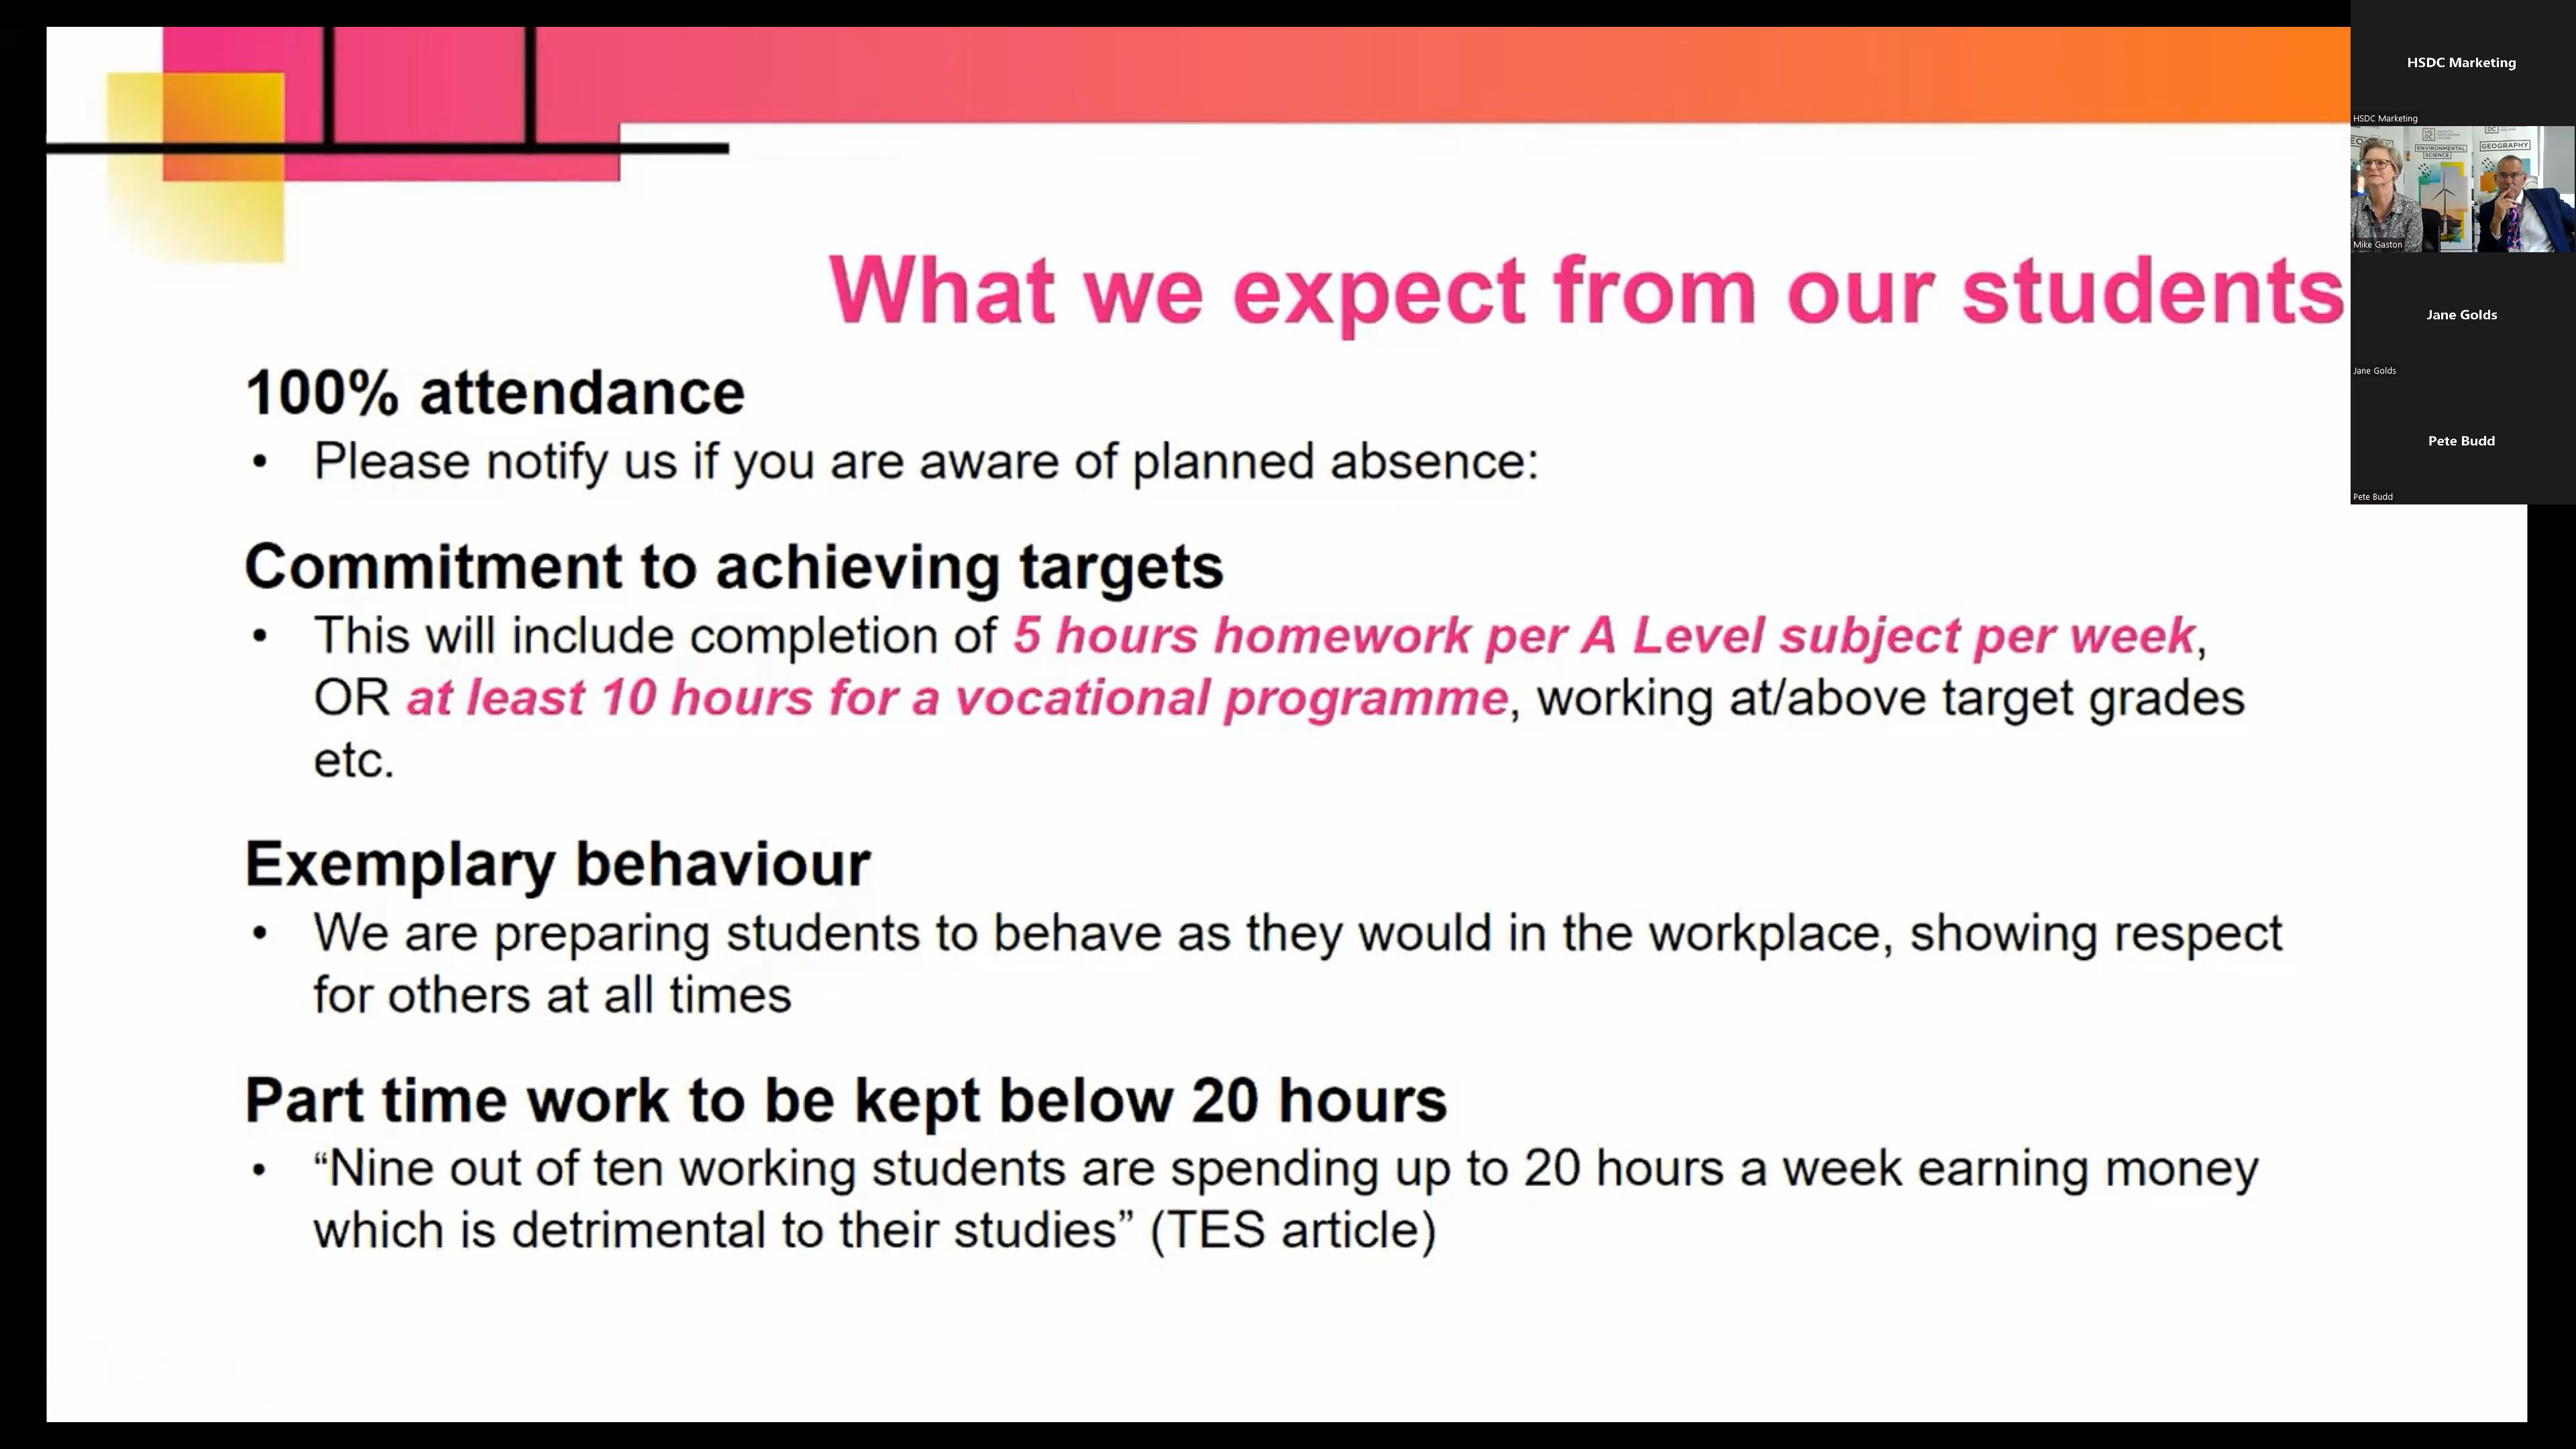 HSDC Marketing
HSDC Marketing
ENVIRONMENTAL
SCIENCE
GEOGRAPHY
Mike Gaston
Jane Golds
Jane Golds
Pete Budd
Pete Budd
What we expect from our students
100% attendance
• Please notify us if you are aware of planned absence:
Commitment to achieving targets
• This will include completion of 5 hours homework per A Level subject per week,
OR at least 10 hours for a vocational programme, working at/above target grades
etc.
Exemplary behaviour
• We are preparing students to behave as they would in the workplace, showing respect
for others at all times
Part time work to be kept below 20 hours
• “Nine out of ten working students are spending up to 20 hours a week earning money
which is detrimental to their studies” (TES article)